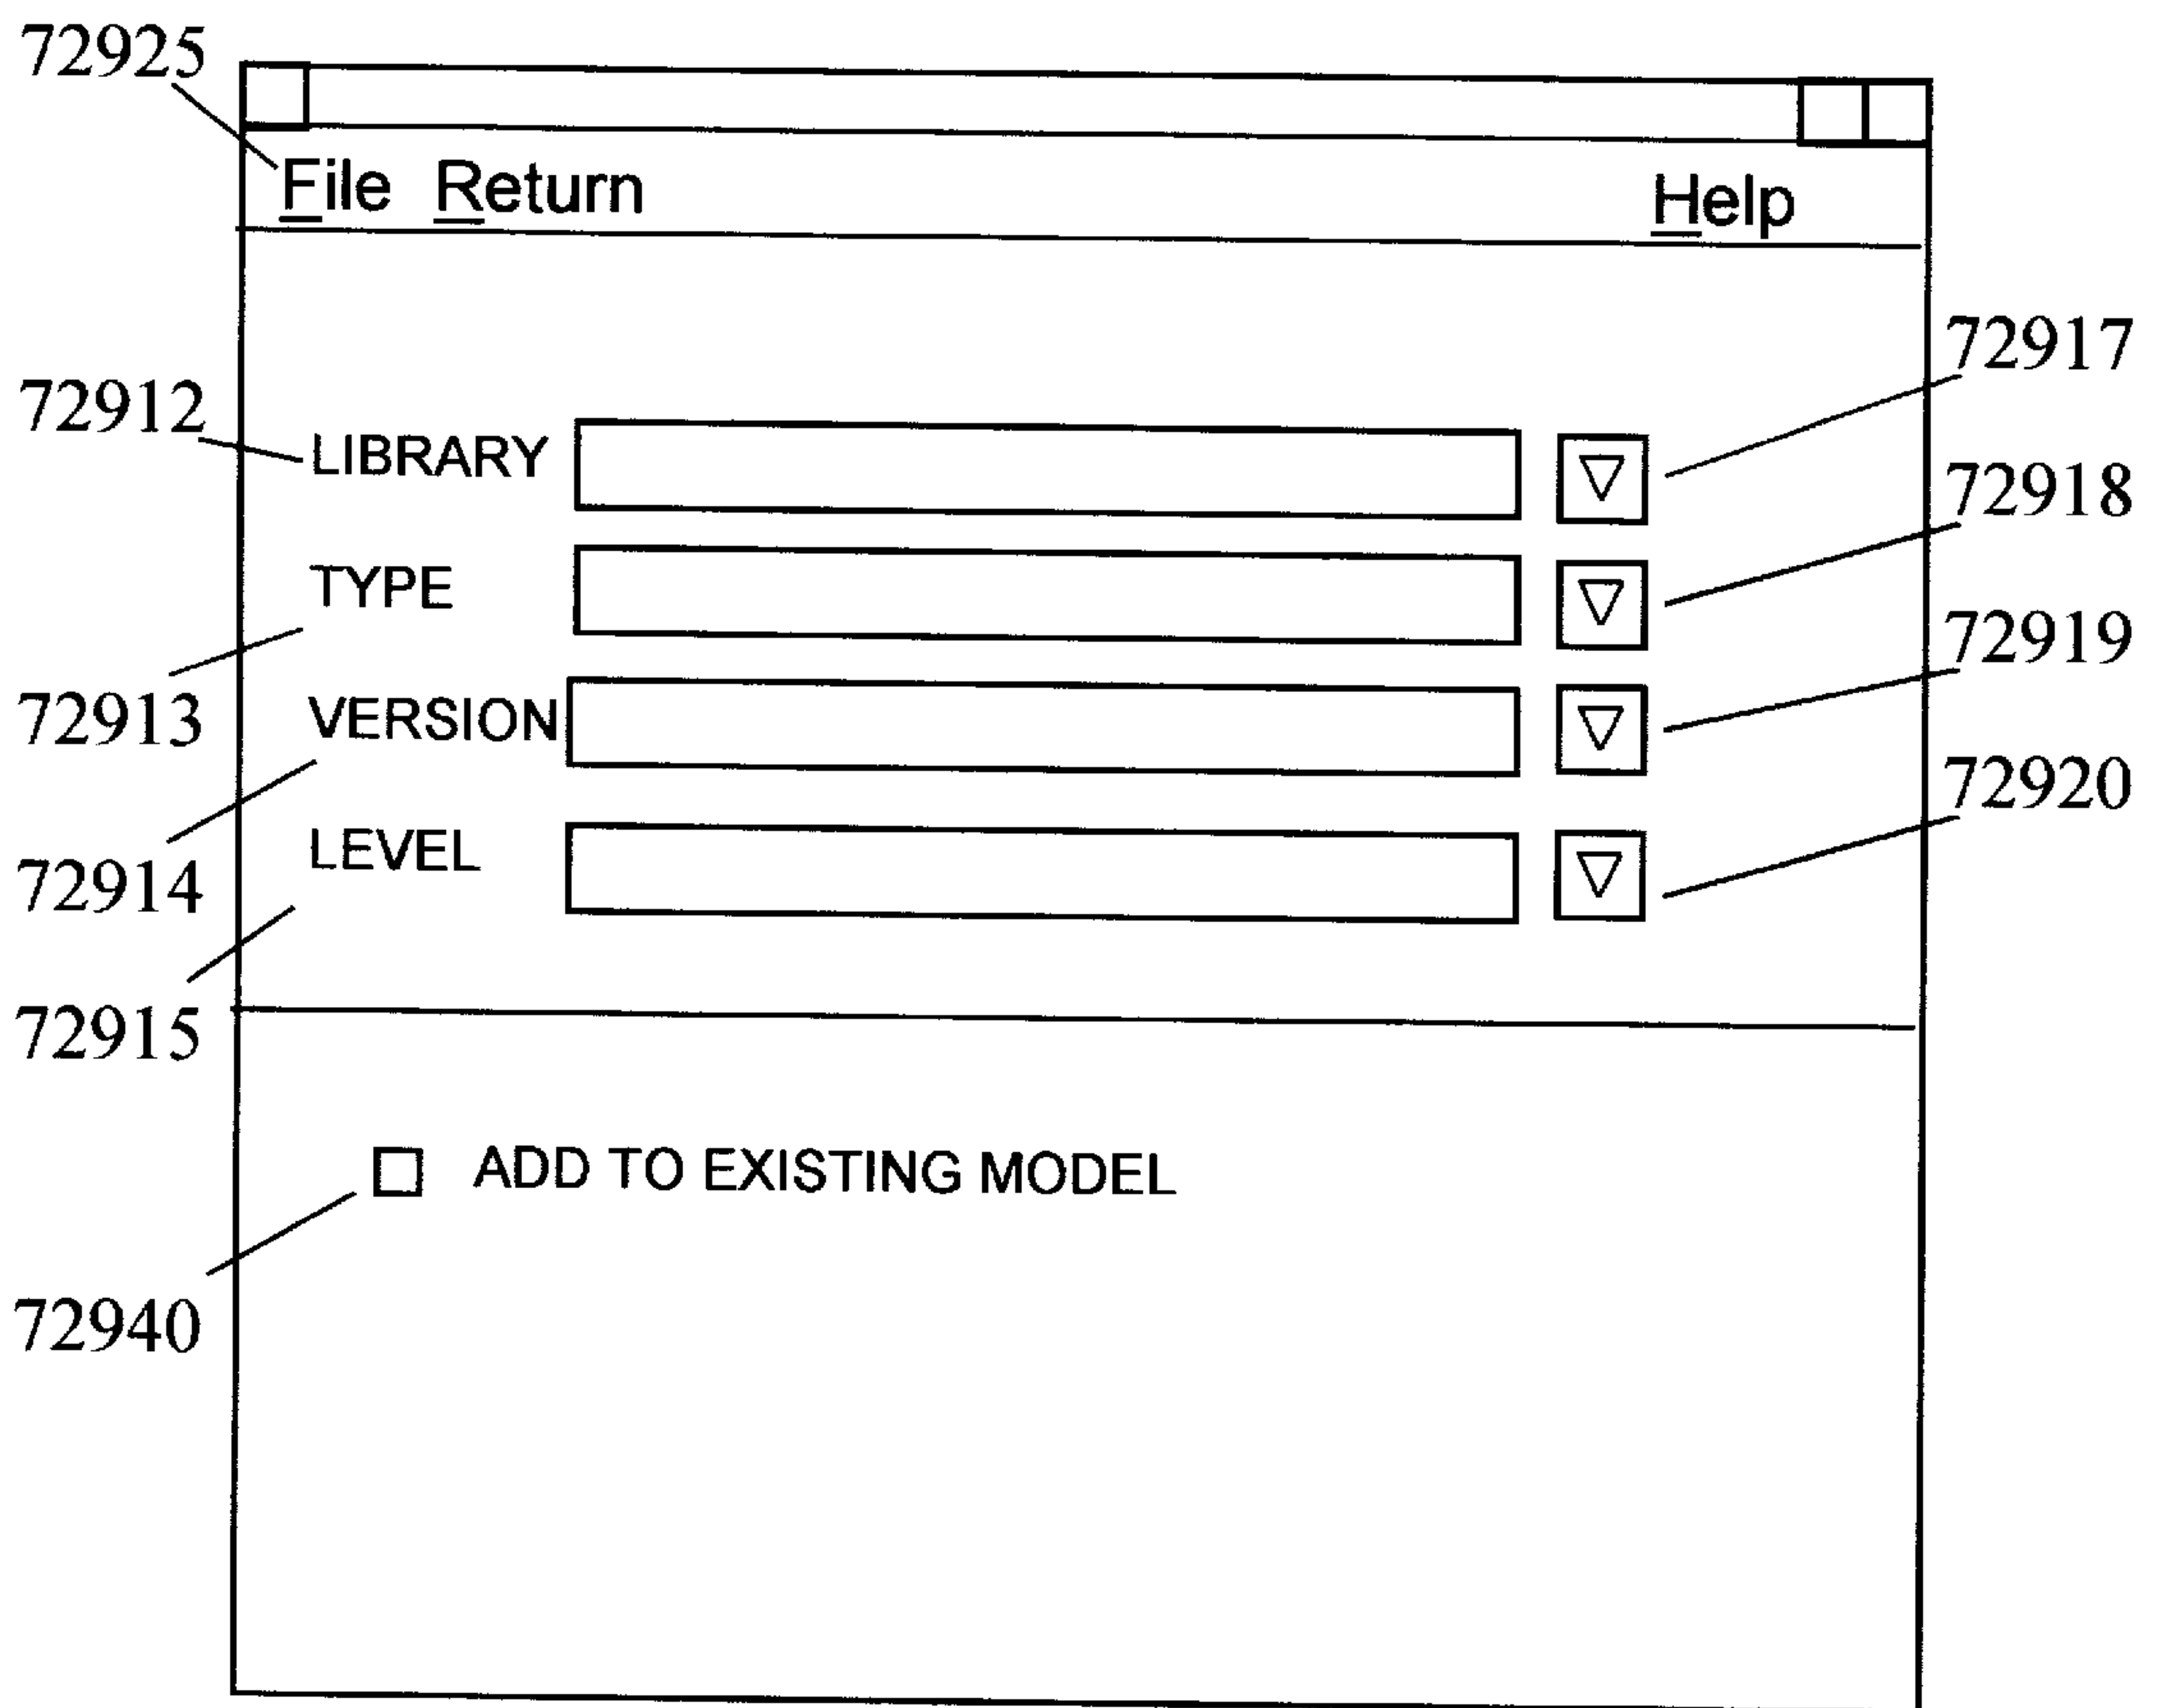 72925
File Return Help
72917
72912
LIBRARY
72918
TYPE
72919
72913
VERSION
72920
72914
LEVEL
72915
ADD TO EXISTING MODEL
72940